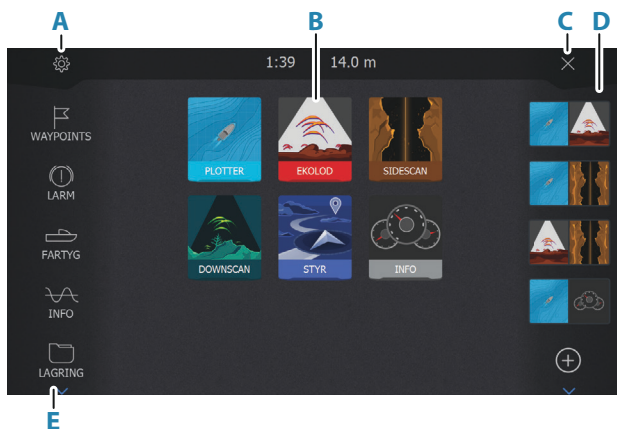 A B C D
1:39 14.0 m
WAYPOINTS
PLOTTER EKOLOD SIDESCAN
LARM
FARTYG
DOWNSCAN STYR INFO
INFO
LAGRING
E